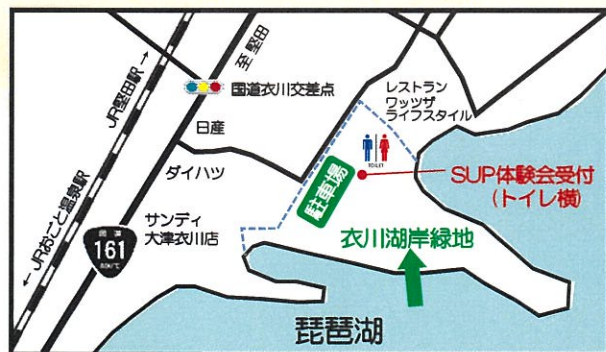 JR堅田駅→
至 堅田
国道衣川交差点
レストラン
ワッツザ
ライフスタイル
日産
TOILET
SUP体験会受付
(トイレ横)
ダイハツ
駐車場
←JRおごと温泉駅
サンディ
大津衣川店
国道
161
ROUTE
衣川湖岸緑地
琵琶湖